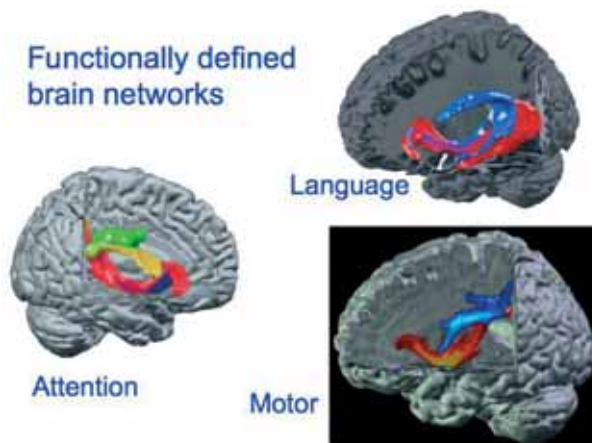 Functionally defined
brain networks
Language
Attention
Motor